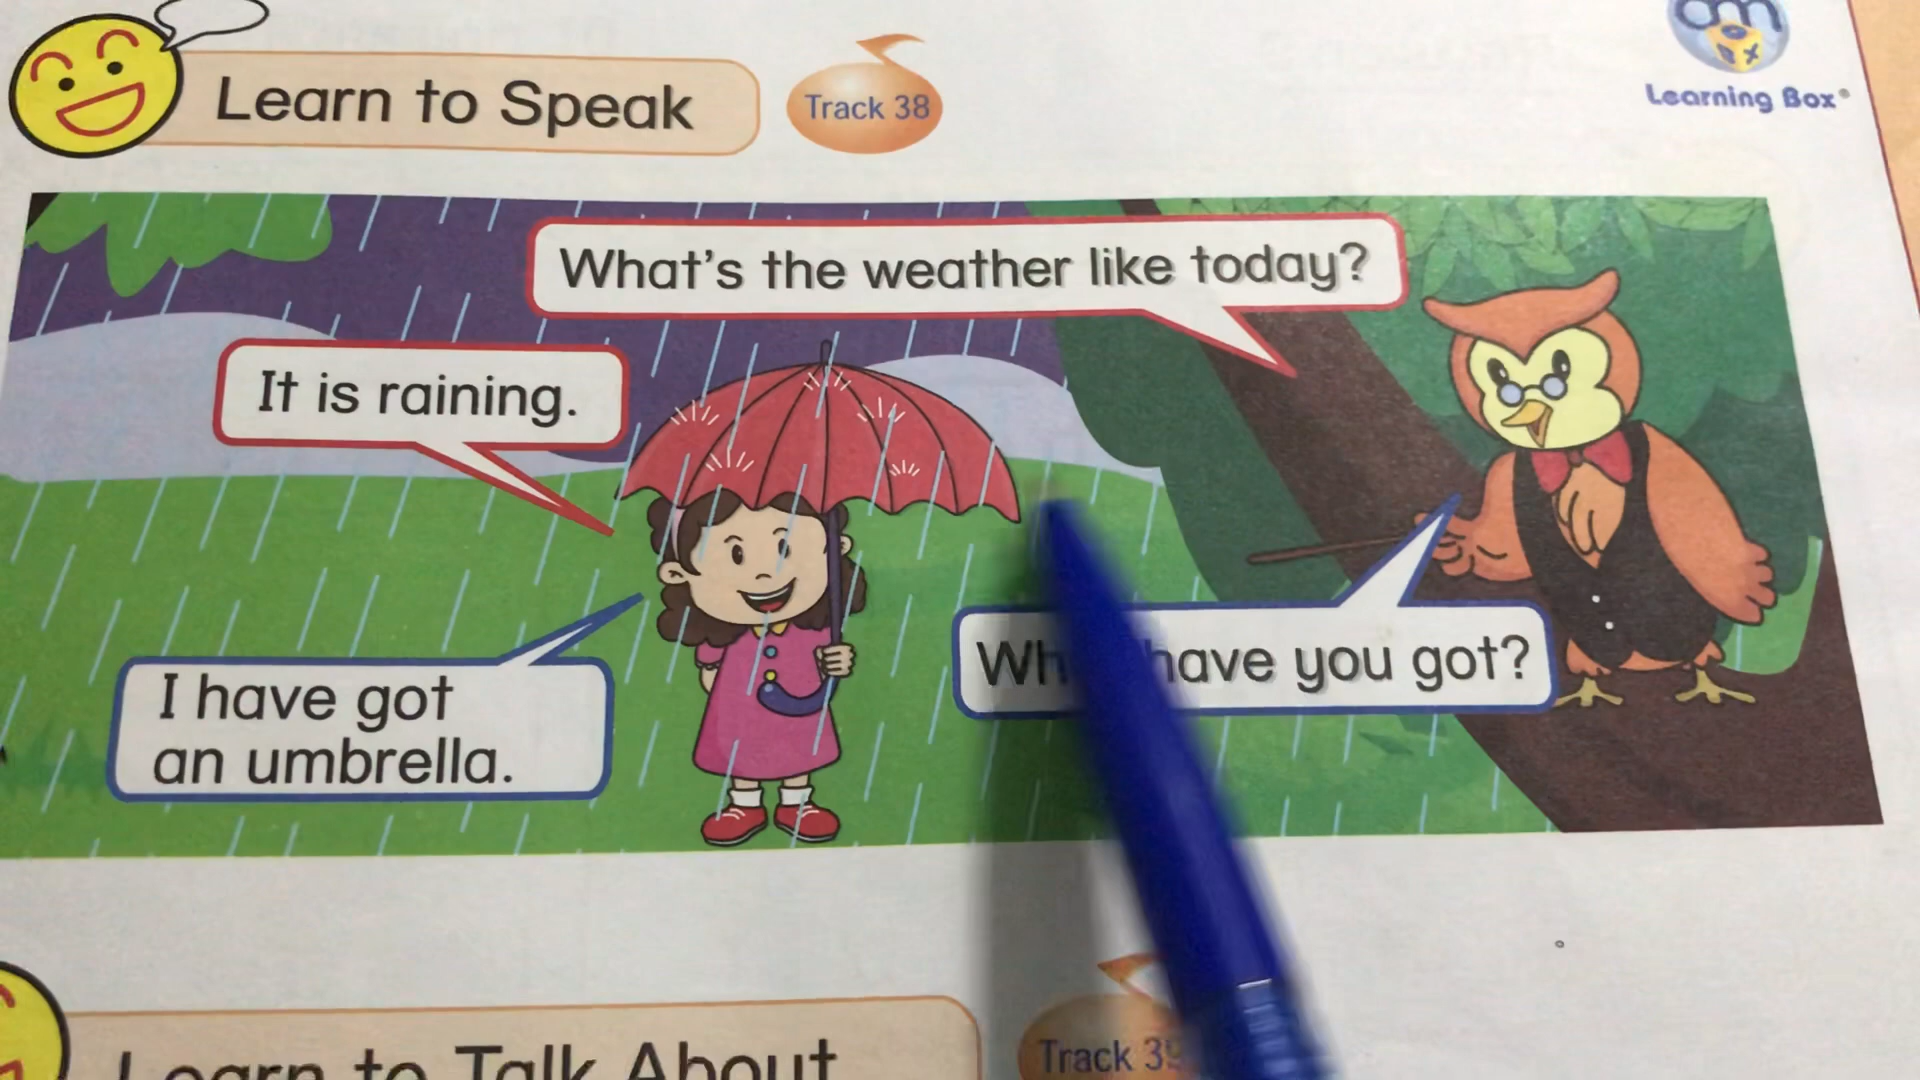 Learn to Speak
Track 38
Learning Box
What's the weather like today?
It is raining.
have you got?
I have got
an umbrella.
Learn to Talk About
Track